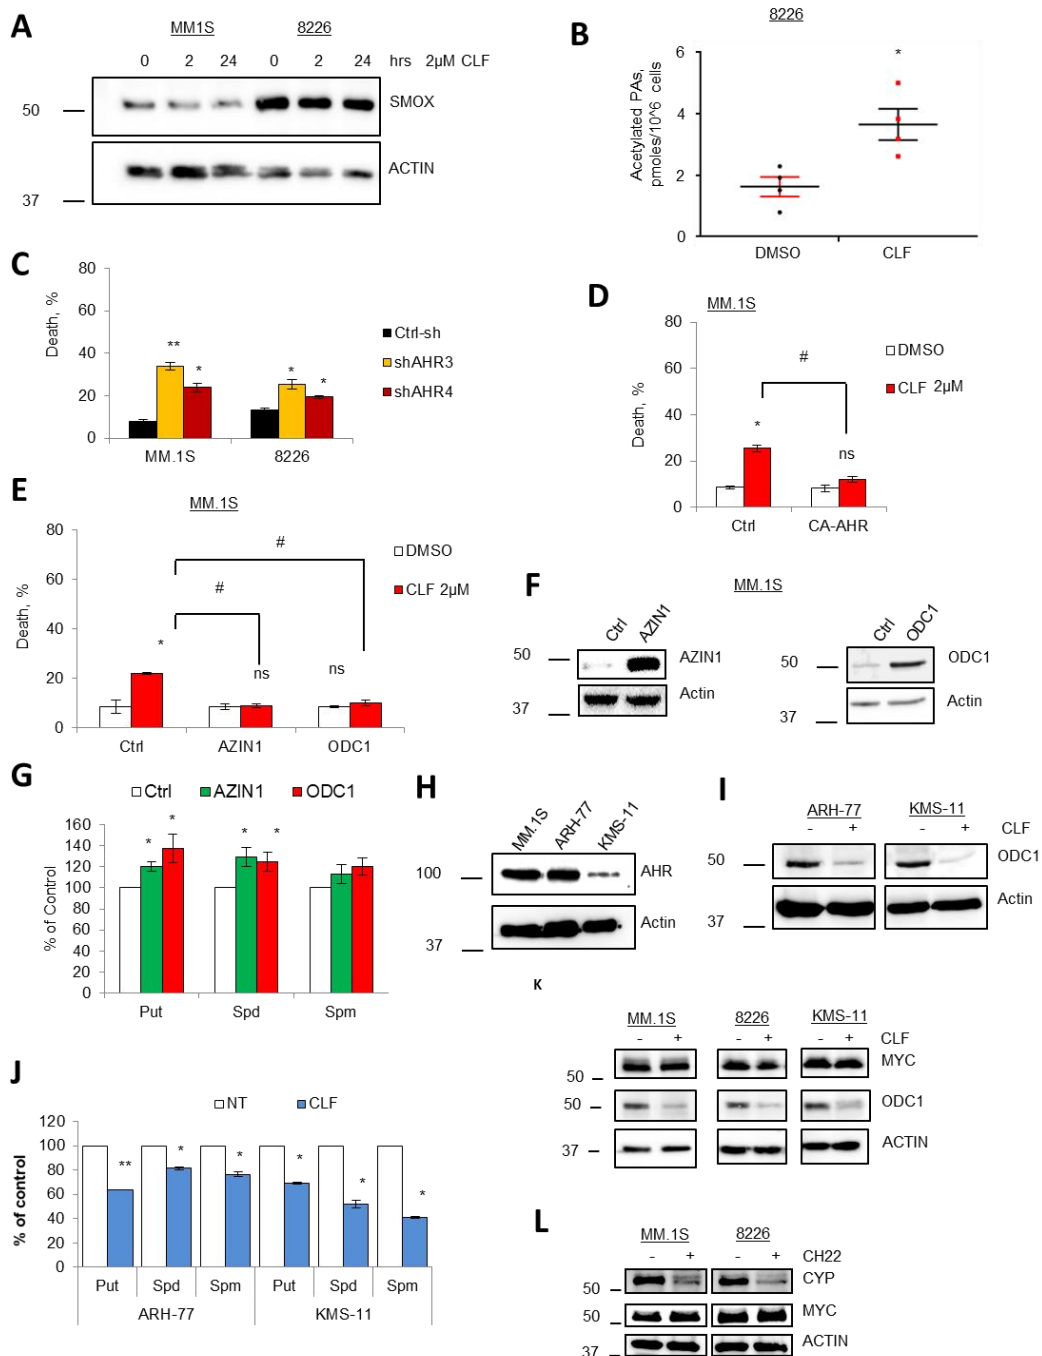 A
MM1S 8226
0 2 24 0 2 24 hrs 2µM CLF
50
SMOX
ACTIN
37
B
8226
*
Acetylated PAs,
pmoles/10^6 cells
6
4
2
0
DMSO CLF
C
Death, %
80
60
40
20
0
** * * *
Ctrl-sh
shAHR3
shAHR4
MM.1S 8226
D
MM.1S
Death, %
80
60
40
20
0
#
*
ns
DMSO
CLF 2µM
Ctrl CA-AHR
E
MM.1S
Death, %
80
60
40
20
0
#
#
*
ns
ns
DMSO
CLF 2µM
Ctrl AZIN1 ODC1
F
MM.1S
Ctrl AZIN1
50
AZIN1
Actin
37
Ctrl ODC1
50
ODC1
Actin
37
G
Ctrl AZIN1 ODC1
% of Control
160
140
120
100
80
60
40
20
0
* * * *
Put Spd Spm
H
MM.1S ARH-77 KMS-11
100
AHR
Actin
37
I
ARH-77 KMS-11
- + - + CLF
50
ODC1
Actin
37
J
NT CLF
% of control
120
100
80
60
40
20
0
** * * * * *
Put Spd Spm Put Spd Spm
ARH-77 KMS-11
K
MM.1S 8226 KMS-11
- + - + - + CLF
MYC
50
50
ODC1
37
ACTIN
L
MM.1S 8226
- + - + CH22
CYP
50
MYC
50
ACTIN
37